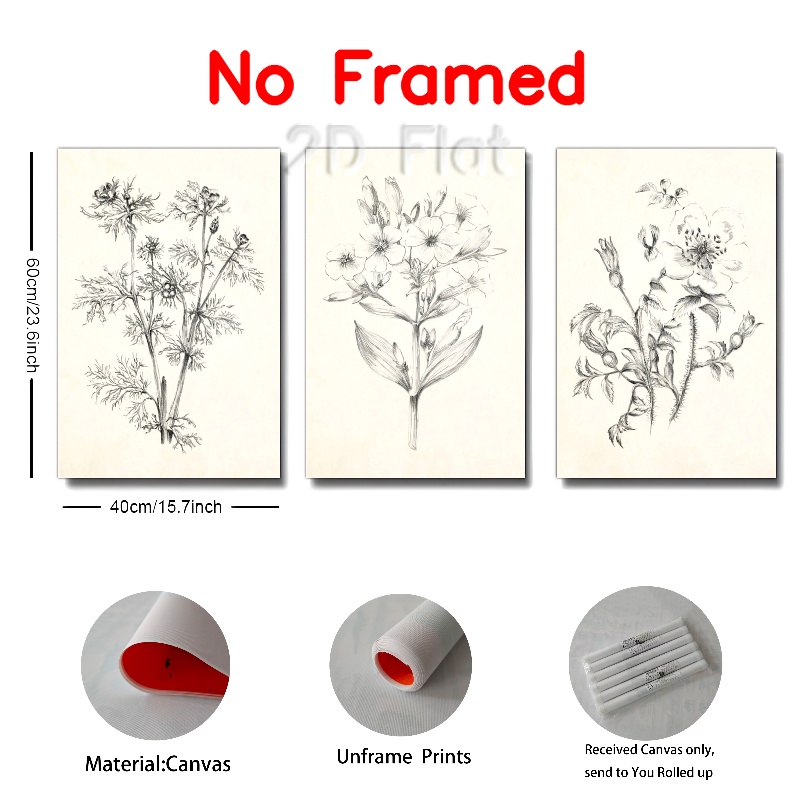 No Framed
2D Flat
60cm/23.6inch
40cm/15.7inch
Material:Canvas
Unframe Prints
Received Canvas only,
send to You Rolled up